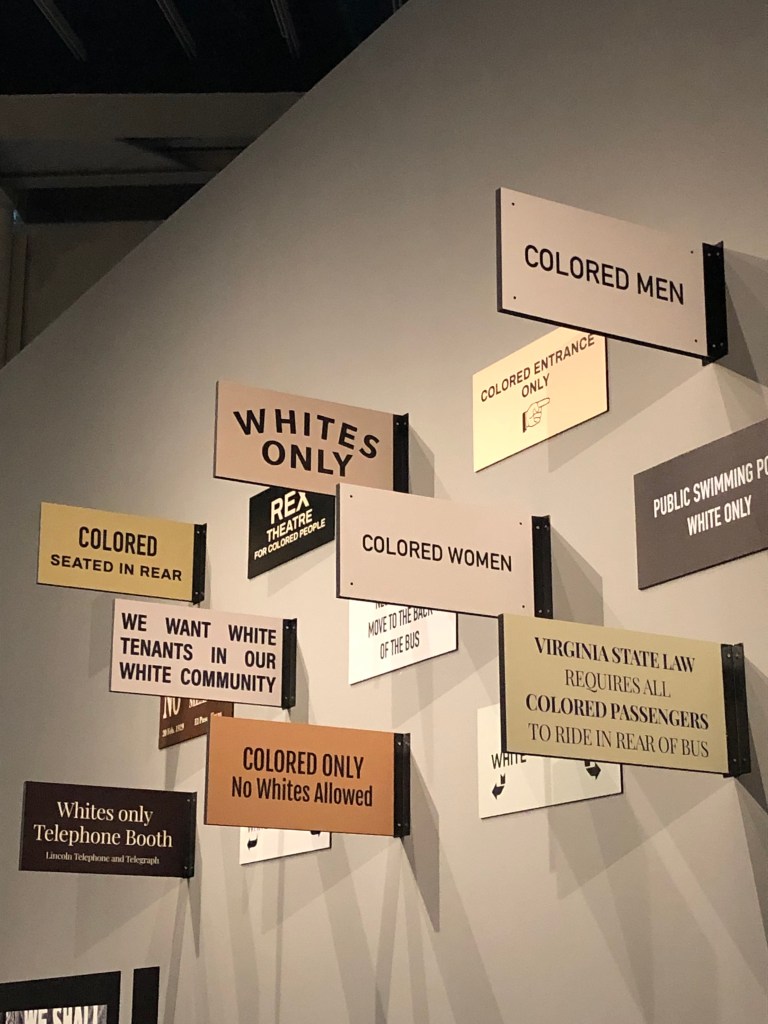 COLORED MEN
COLORED ENTRANCE
ONLY
WHITES
ONLY
PUBLIC SWIMMING
WHITE ONLY
REX
THEATRE
FOR COLORED PEOPLE
COLORED
SEATED IN REAR
COLORED WOMEN
MOVE TO THE BACK
OF THE BUS
WE WANT WHITE
TENANTS IN OUR
WHITE COMMUNITY
VIRGINIA STATE LAW
REQUIRES ALL
COLORED PASSENGERS
TO RIDE IN REAR OF BUS
NO
WHITE
COLORED ONLY
No Whites Allowed
Whites only
Telephone Booth
Lincoln Telephone and Telegraph
WE SHALL